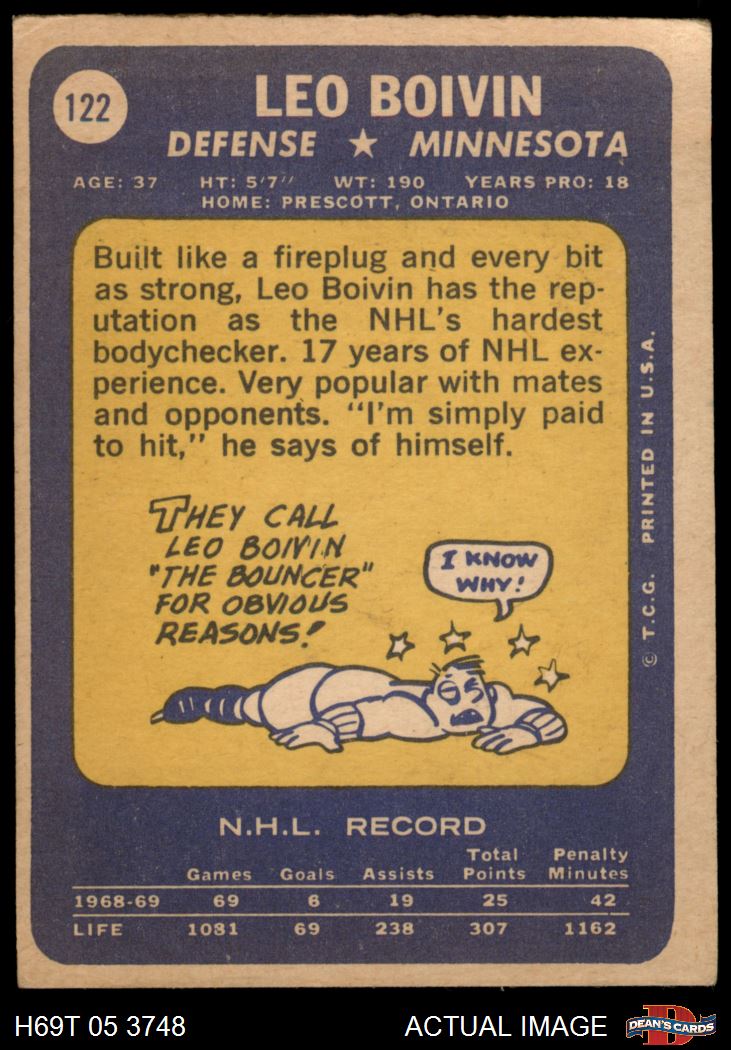 122
LEO BOIVIN
DEFENSE ★ MINNESOTA
AGE: 37 HT: 5'7" WT: 190 YEARS PRO: 18
HOME: PRESCOTT, ONTARIO
Built like a fireplug and every bit
as strong, Leo Boivin has the rep-
utation as the NHL's hardest
bodychecker. 17 years of NHL ex-
perience. Very popular with mates
and opponents. "I'm simply paid
to hit," he says of himself.
THEY CALL
LEO BOIVIN
"THE BOUNCER"
FOR OBVIOUS
REASONS!
I KNOW
WHY!
© T.C.G. PRINTED IN U.S.A.
N.H.L. RECORD
Games Goals Assists Total Points Penalty Minutes
1968-69 69 6 19 25 42
LIFE 1081 69 238 307 1162
H69T 05 3748 ACTUAL IMAGE
D
DEAN'S CARDS